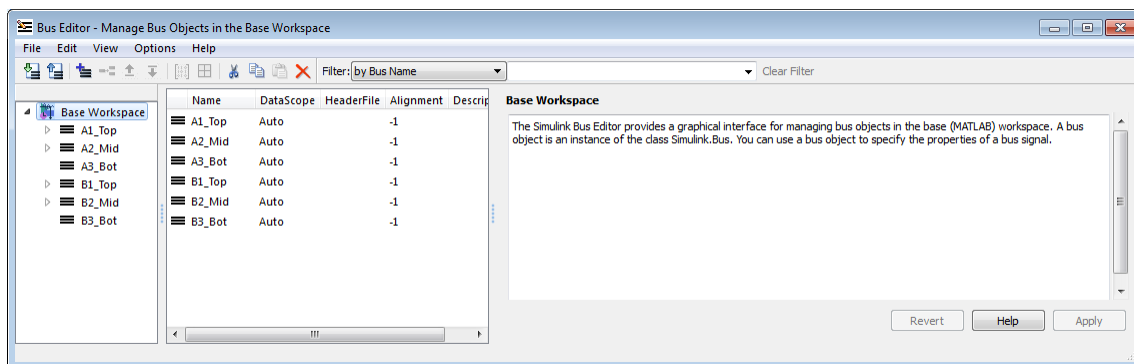 Bus Editor - Manage Bus Objects in the Base Workspace
File Edit View Options Help
Filter: by Bus Name Clear Filter
Base Workspace
A1_Top
A2_Mid
A3_Bot
B1_Top
B2_Mid
B3_Bot
Name DataScope HeaderFile Alignment Descrip
A1_Top Auto -1
A2_Mid Auto -1
A3_Bot Auto -1
B1_Top Auto -1
B2_Mid Auto -1
B3_Bot Auto -1
Base Workspace
The Simulink Bus Editor provides a graphical interface for managing bus objects in the base (MATLAB) workspace. A bus
object is an instance of the class Simulink.Bus. You can use a bus object to specify the properties of a bus signal.
Revert Help Apply